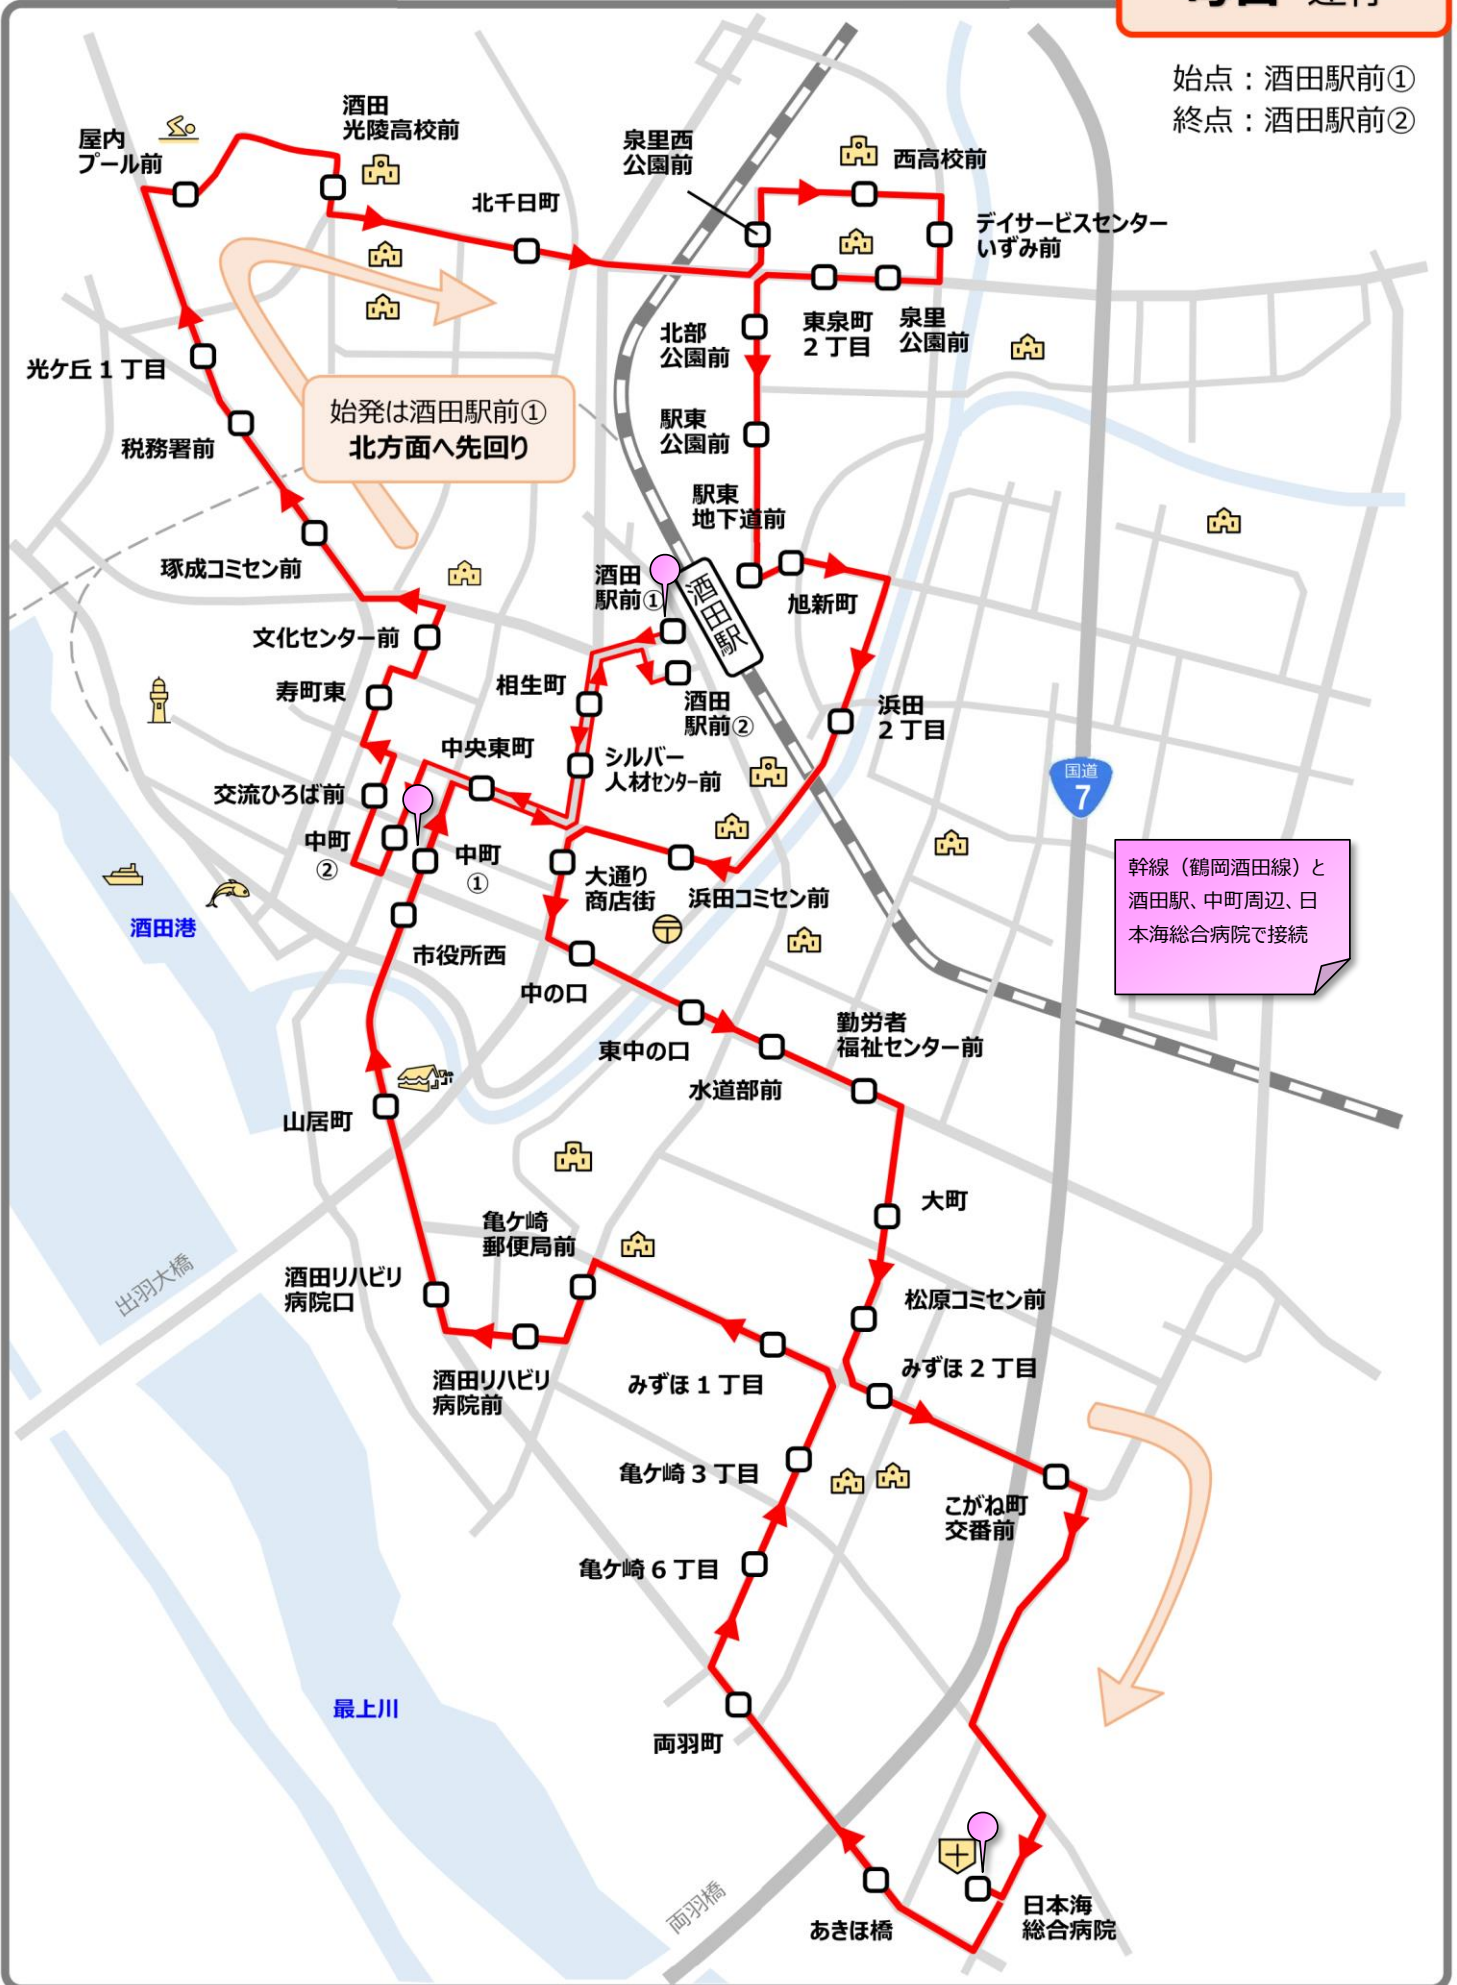 運行
始点：酒田駅前①
終点：酒田駅前②
酒田
光陵高校前
屋内
プール前
泉里西
公園前
西高校前
北千日町
デイサービスセンター
いずみ前
北部
公園前
東泉町
２丁目
泉里
公園前
光ケ丘１丁目
始発は酒田駅前①
北方面へ先回り
駅東
公園前
税務署前
駅東
地下道前
琢成コミセン前
酒田
駅前①
酒田駅
旭新町
文化センター前
寿町東
相生町
酒田
駅前②
浜田
２丁目
中央東町
シルバー
人材センター前
国道
7
交流ひろば前
中町
②
中町
①
大通り
商店街
浜田コミセン前
幹線（鶴岡酒田線）と
酒田駅、中町周辺、日
本海総合病院で接続
酒田港
市役所西
中の口
勤労者
福祉センター前
東中の口
水道部前
山居町
大町
亀ケ崎
郵便局前
出羽大橋
酒田リハビリ
病院口
松原コミセン前
みずほ２丁目
酒田リハビリ
病院前
みずほ１丁目
亀ケ崎３丁目
こがね町
交番前
亀ケ崎６丁目
最上川
両羽町
両羽橋
あきほ橋
日本海
総合病院